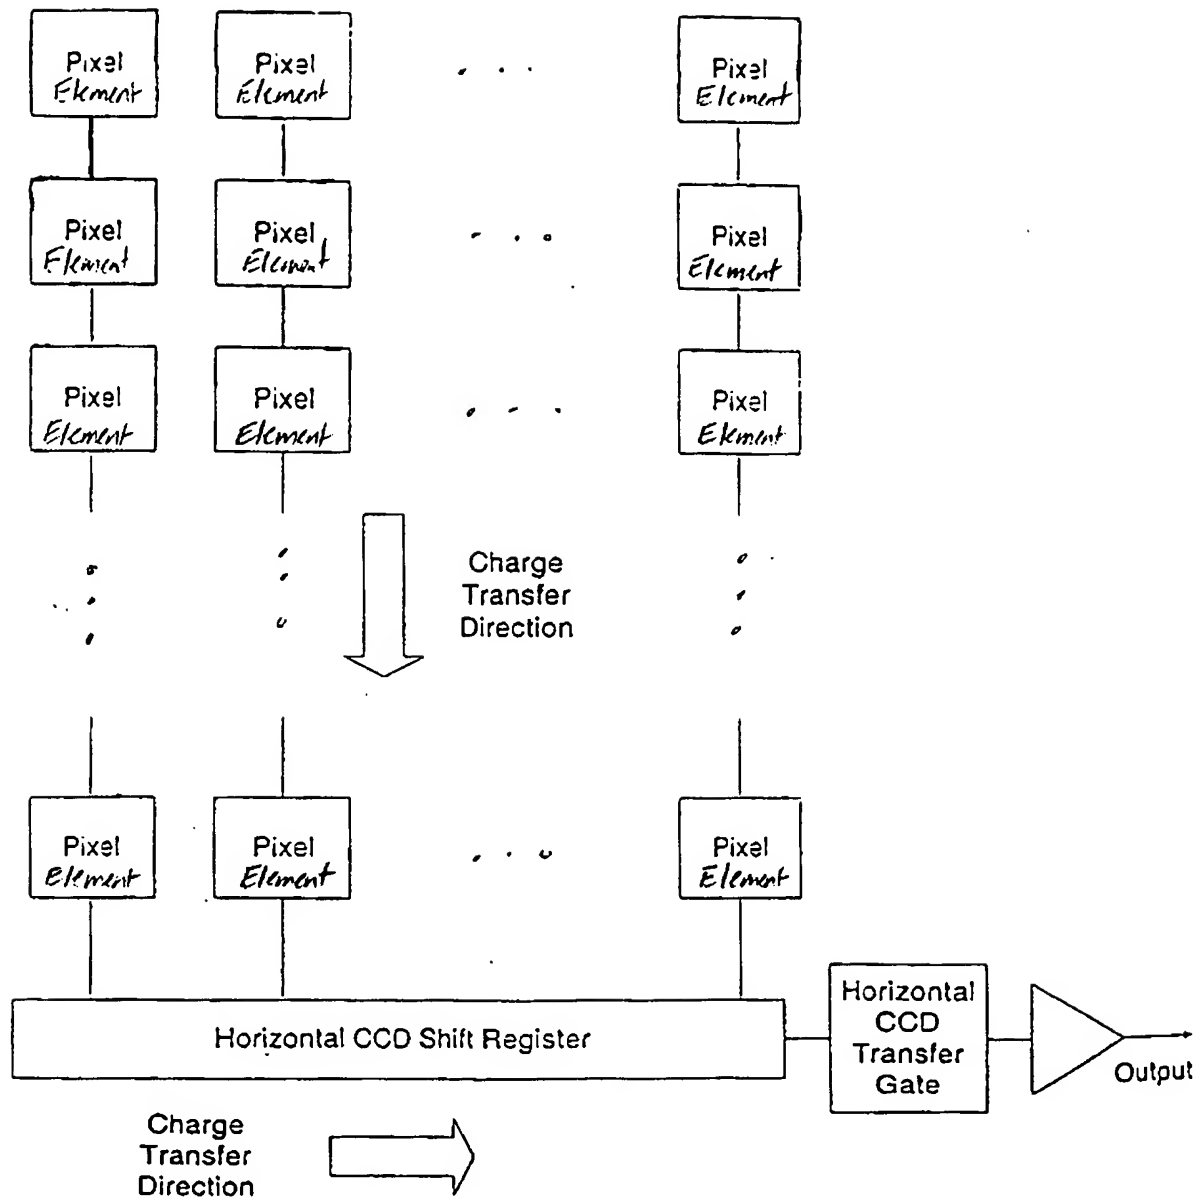 Pixel Element
Pixel Element
Pixel Element
Pixel Element
Pixel Element
Pixel Element
Pixel Element
Pixel Element
Pixel Element
Charge
Transfer
Direction
Pixel Element
Pixel Element
Pixel Element
Horizontal CCD Shift Register
Horizontal
CCD
Transfer
Gate
Output
Charge
Transfer
Direction